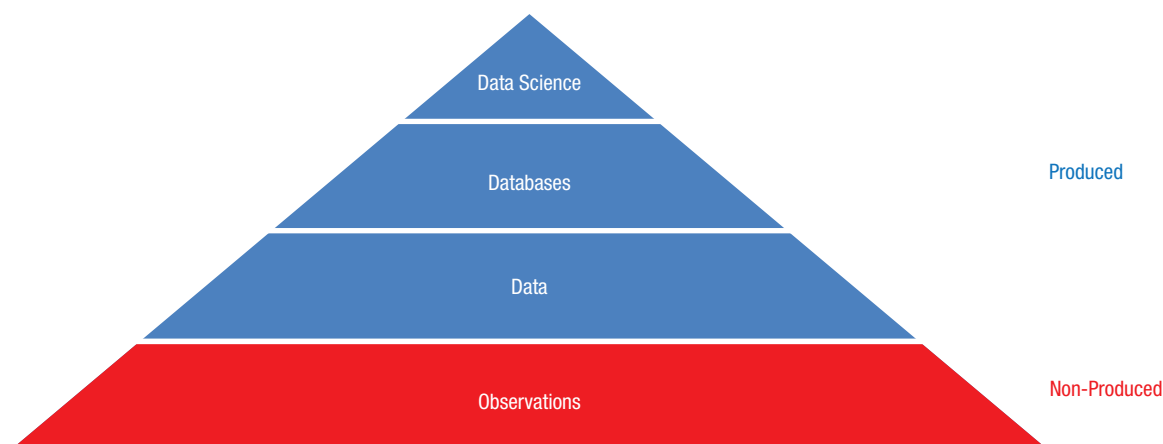 Data Science
Databases
Produced
Data
Non-Produced
Observations